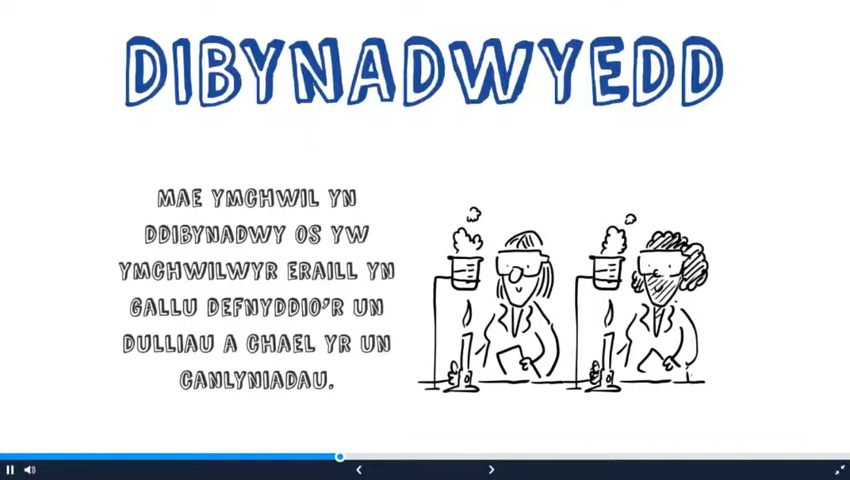 DIBYNADWYEDD
MAE YMCHWIL YN
DDIBYNADWY OS YW
YMCHWILWYR ERAILL YN
GALLU DEFNYDDIO'R UN
DULLIAU A CHAEL YR UN
CANLYNIADAU.